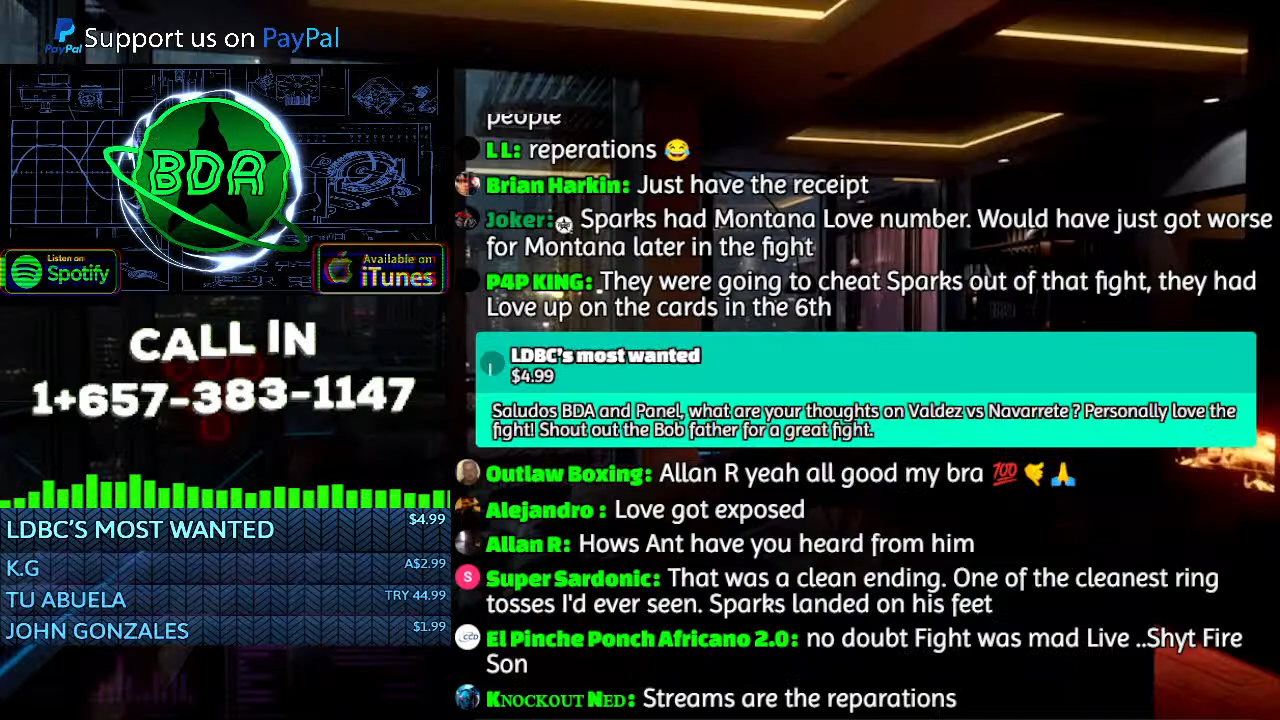 PayPal
Support us on PayPal
BDA
Listen on
Spotify
Available on
iTunes
CALL IN
1+657-383-1147
LDBC'S MOST WANTED $4.99
K.G A$2.99
TU ABUELA TRY 44.99
JOHN GONZALES $1.99
people
L L: reperations 😂
Brian Harkin: Just have the receipt
Joker: Sparks had Montana Love number. Would have just got worse
for Montana later in the fight
P4P KING: They were going to cheat Sparks out of that fight, they had
Love up on the cards in the 6th
LDBC's most wanted
$4.99
Saludos BDA and Panel, what are your thoughts on Valdez vs Navarrete ? Personally love the
fight! Shout out the Bob father for a great fight.
Outlaw Boxing: Allan R yeah all good my bra 💯 🤙 🙏
Alejandro : Love got exposed
Allan R: Hows Ant have you heard from him
S
Super Sardonic: That was a clean ending. One of the cleanest ring
tosses I'd ever seen. Sparks landed on his feet
El Pinche Ponch Africano 2.0: no doubt Fight was mad Live ..Shyt Fire
Son
Knockout Ned: Streams are the reparations